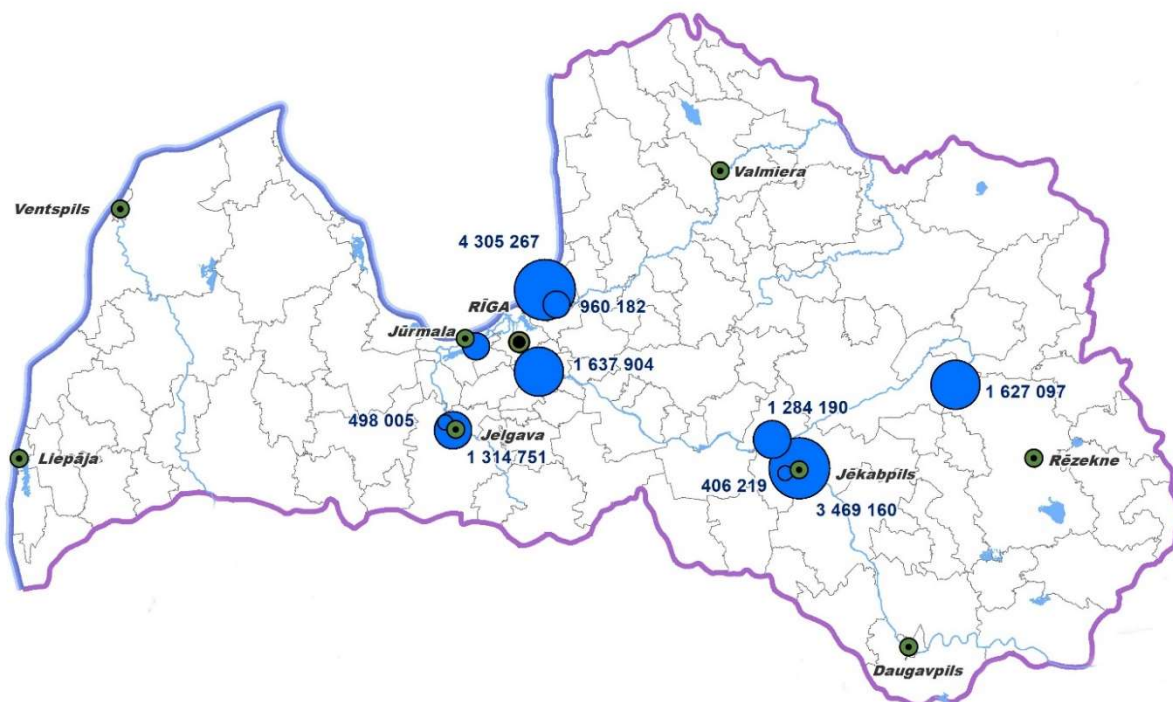 Valmiera
Ventspils
4 305 267
RĪGA
960 182
Jūrmala
1 637 904
1 627 097
1 284 190
498 005
Jelgava
1 314 751
Liepāja
Rēzekne
Jēkabpils
406 219
3 469 160
Daugavpils